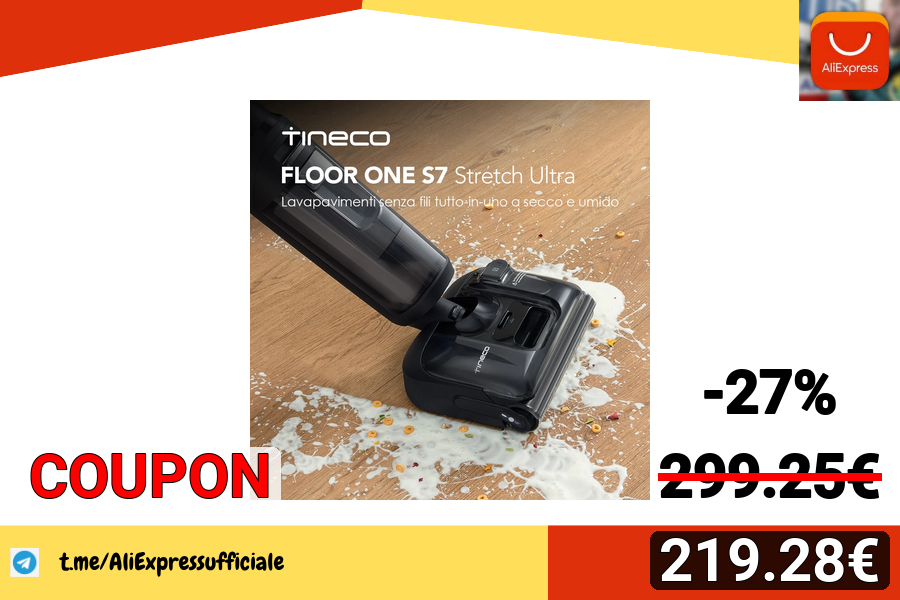 AliExpress
TINECO
FLOOR ONE S7 Stretch Ultra
Lavapavimenti senza fili tutto-in-uno a secco e umido
TINECO
-27%
COUPON
299.25€
t.me/AliExpressufficiale
219.28€